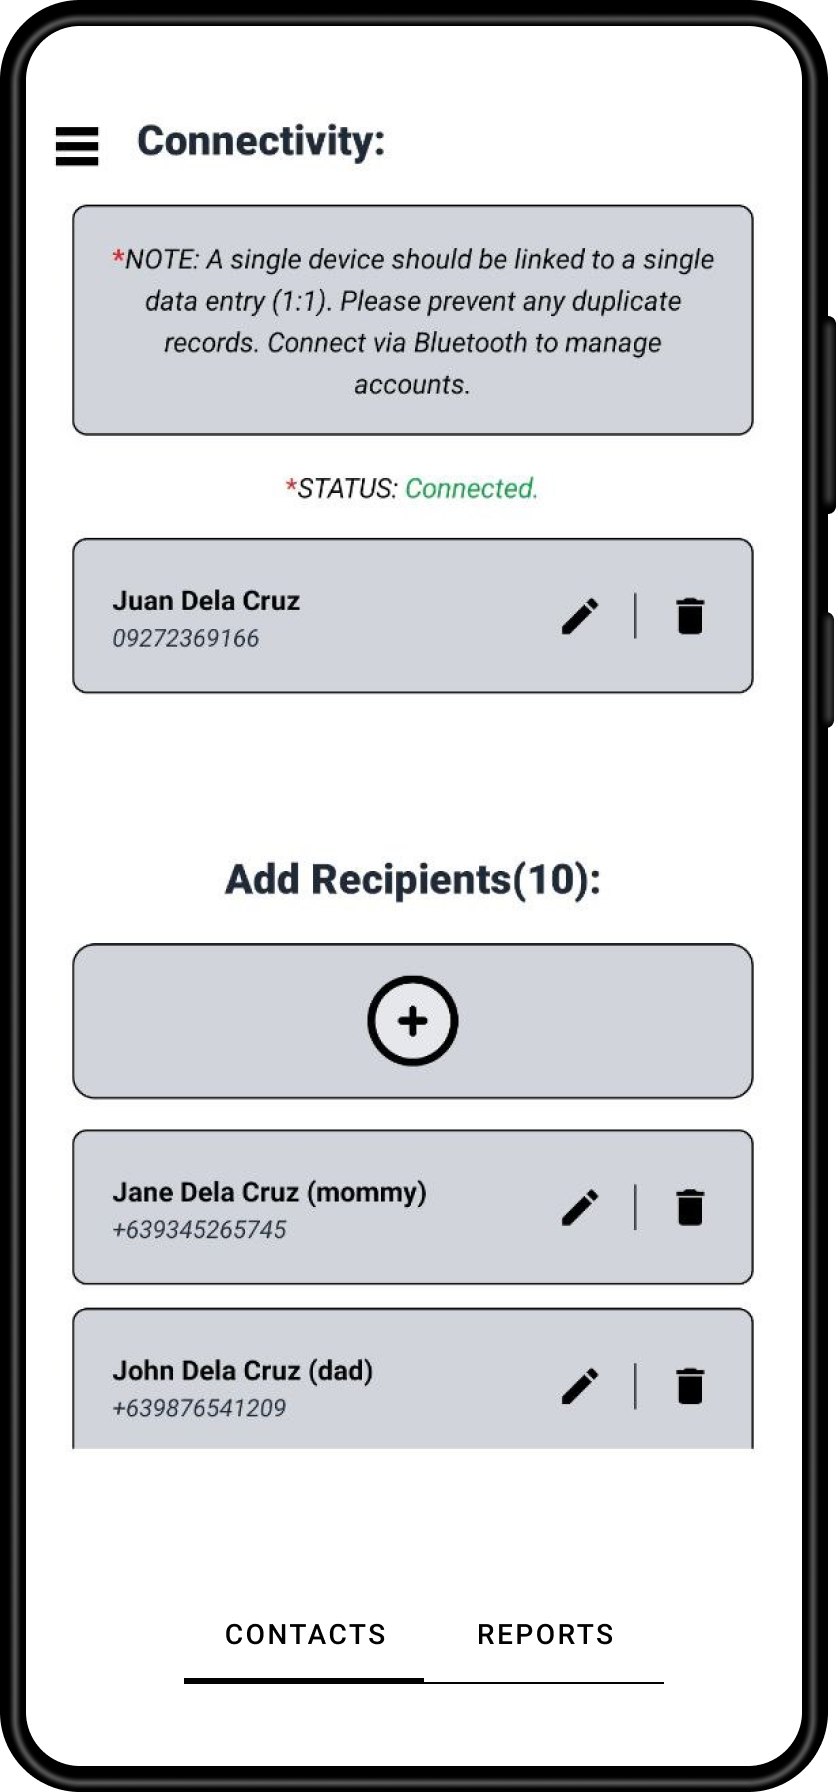 Connectivity:
*NOTE: A single device should be linked to a single
data entry (1:1). Please prevent any duplicate
records. Connect via Bluetooth to manage
accounts.
*STATUS: Connected.
Juan Dela Cruz
09272369166
Add Recipients(10):
Jane Dela Cruz (mommy)
+639345265745
John Dela Cruz (dad)
+639876541209
CONTACTS REPORTS